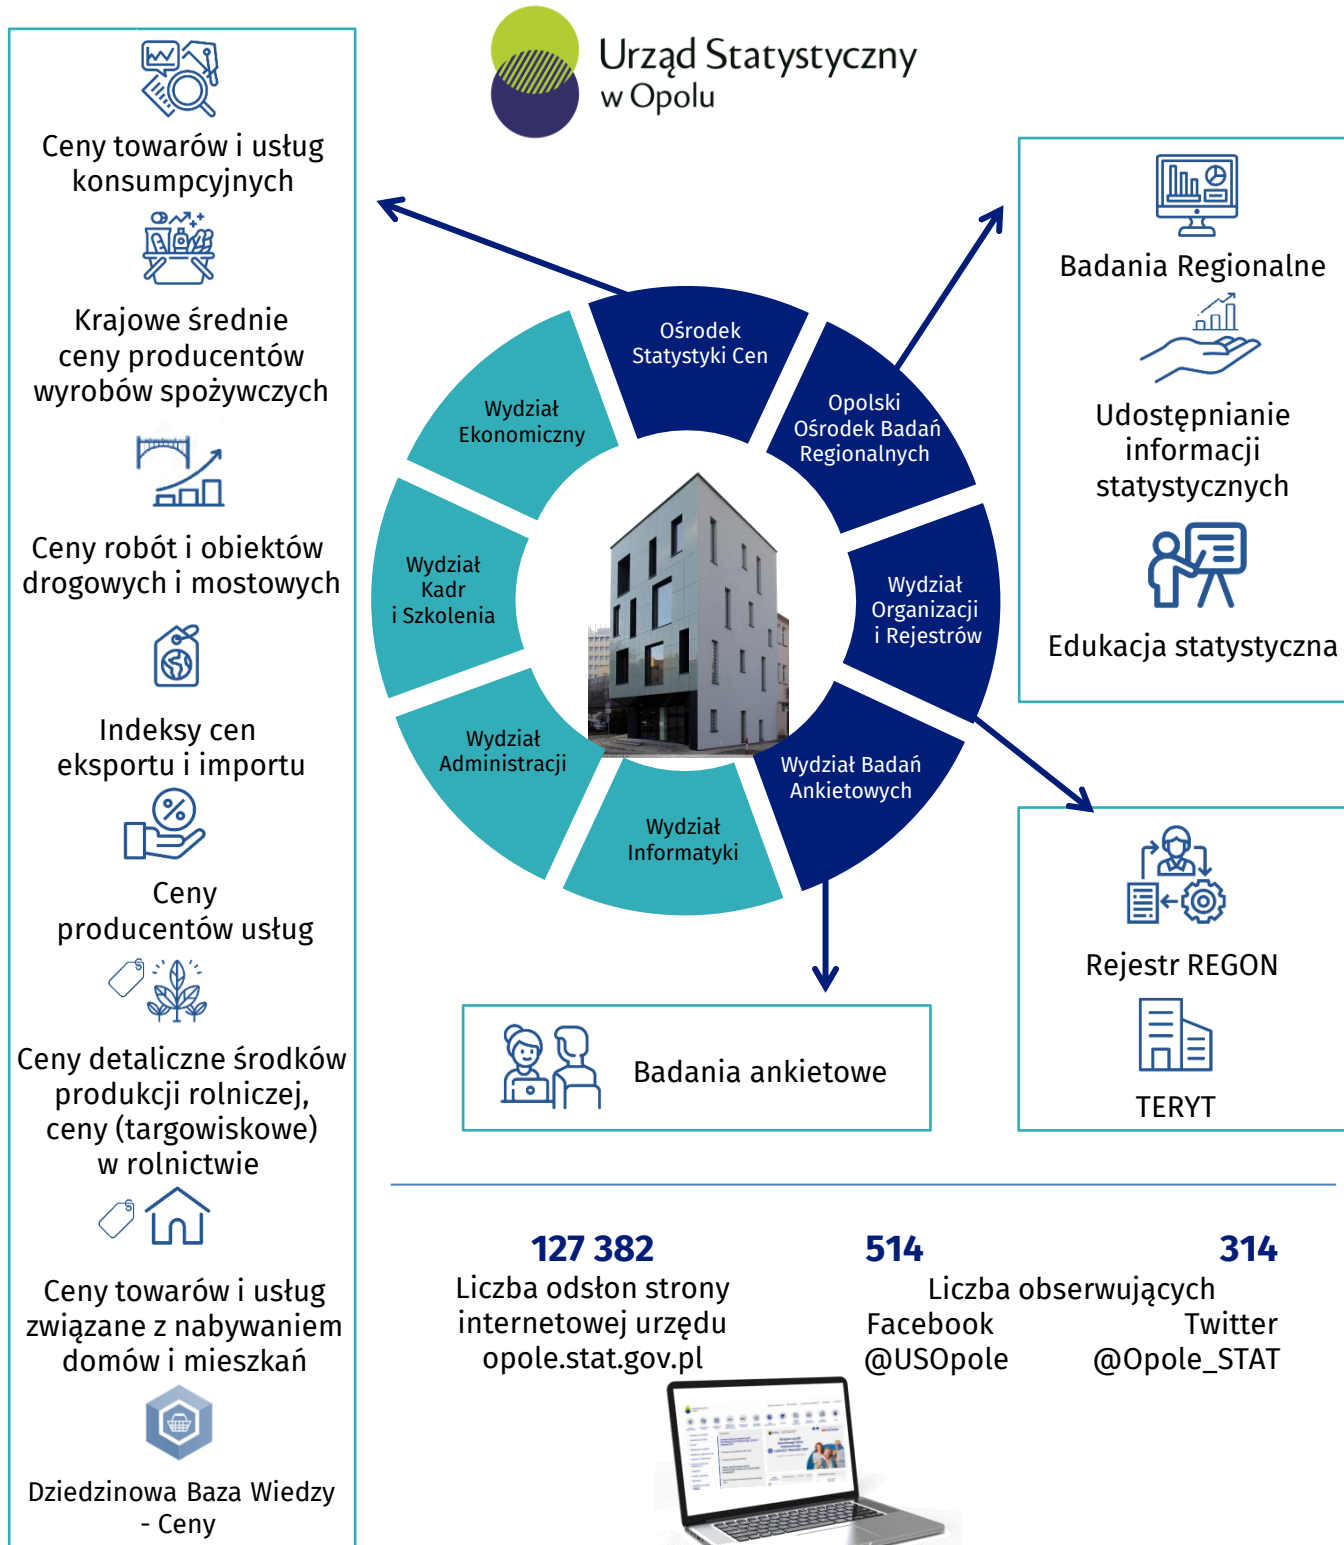 Urząd Statystyczny
w Opolu
Ceny towarów i usług
konsumpcyjnych
Krajowe średnie
ceny producentów
wyrobów spożywczych
Ceny robót i obiektów
drogowych i mostowych
Indeksy cen
eksportu i importu
Ceny
producentów usług
Ceny detaliczne środków
produkcji rolniczej,
ceny (targowiskowe)
w rolnictwie
Ceny towarów i usług
związane z nabywaniem
domów i mieszkań
Dziedzinowa Baza Wiedzy
- Ceny
Ośrodek
Statystyki Cen
Opolski
Ośrodek Badań
Regionalnych
Wydział
Organizacji
i Rejestrów
Wydział Badań
Ankietowych
Wydział
Informatyki
Wydział
Administracji
Wydział
Kadr
i Szkolenia
Wydział
Ekonomiczny
Badania Regionalne
Udostępnianie
informacji
statystycznych
Edukacja statystyczna
Rejestr REGON
TERYT
Badania ankietowe
127 382
Liczba odsłon strony
internetowej urzędu
opole.stat.gov.pl
514
314
Liczba obserwujących
Facebook
@USOpole
Twitter
@Opole_STAT